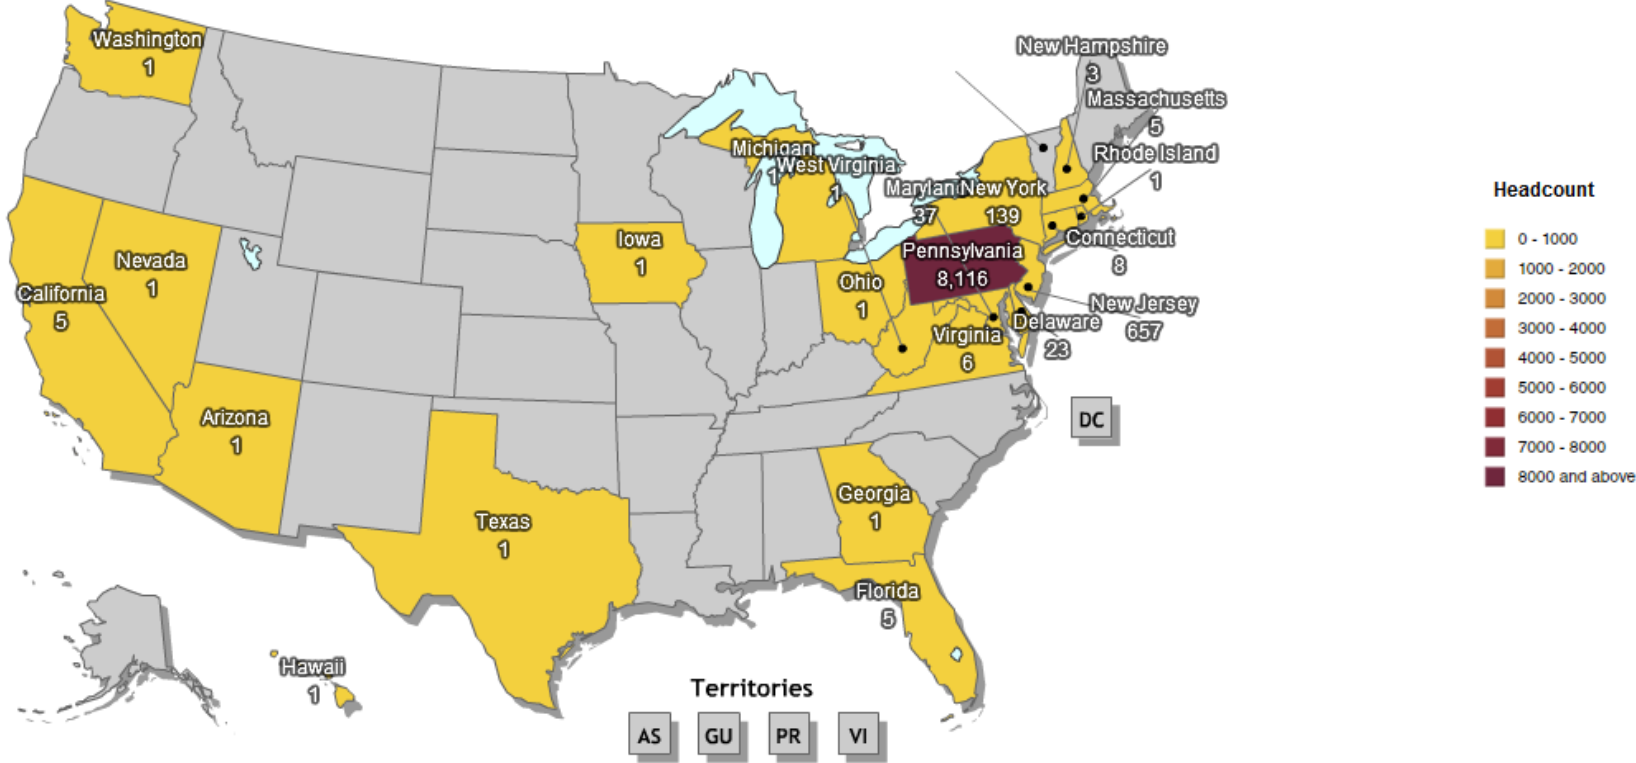 Washington
1
New Hampshire
3
Massachusetts
5
Rhode Island
1
Michigan
1
West Virginia
1
Maryland
37
New York
139
Connecticut
8
Pennsylvania
8,116
Iowa
1
Nevada
1
Ohio
1
California
5
New Jersey
657
Delaware
23
Virginia
6
Arizona
1
Georgia
1
Texas
1
Florida
5
Hawaii
1
DC
Territories
AS GU PR VI
Headcount
0 - 1000
1000 - 2000
2000 - 3000
3000 - 4000
4000 - 5000
5000 - 6000
6000 - 7000
7000 - 8000
8000 and above